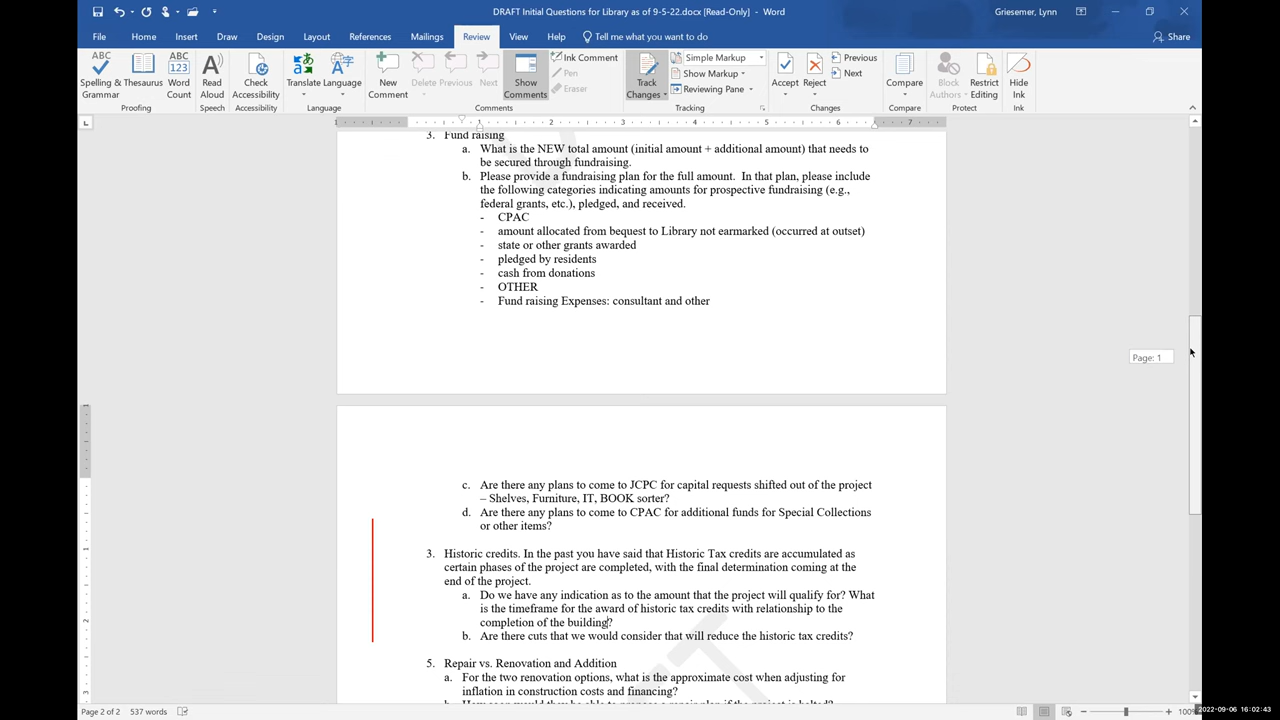 DRAFT Initial Questions for Library as of 9-5-22.docx [Read-Only] - Word
Griesemer, Lynn
File Home Insert Draw Design Layout References Mailings Review View Help Tell me what you want to do Share
Spelling & Grammar
Thesaurus
Word Count
Proofing
Read Aloud
Speech
Check Accessibility
Accessibility
Translate
Language
Language
New Comment
Delete
Previous
Next
Show Comments
Ink Comment
Pen
Eraser
Comments
Track Changes
Simple Markup
Show Markup
Reviewing Pane
Tracking
Accept
Reject
Previous
Next
Changes
Compare
Compare
Block Authors
Restrict Editing
Protect
Hide Ink
Ink
1 1 2 3 4 5 6 7
3. Fund raising
a. What is the NEW total amount (initial amount + additional amount) that needs to
be secured through fundraising.
b. Please provide a fundraising plan for the full amount. In that plan, please include
the following categories indicating amounts for prospective fundraising (e.g.,
federal grants, etc.), pledged, and received.
- CPAC
- amount allocated from bequest to Library not earmarked (occurred at outset)
- state or other grants awarded
- pledged by residents
- cash from donations
- OTHER
- Fund raising Expenses: consultant and other
Page: 1
c. Are there any plans to come to JCPC for capital requests shifted out of the project
– Shelves, Furniture, IT, BOOK sorter?
d. Are there any plans to come to CPAC for additional funds for Special Collections
or other items?
3. Historic credits. In the past you have said that Historic Tax credits are accumulated as
certain phases of the project are completed, with the final determination coming at the
end of the project.
a. Do we have any indication as to the amount that the project will qualify for? What
is the timeframe for the award of historic tax credits with relationship to the
completion of the building?
b. Are there cuts that we would consider that will reduce the historic tax credits?
5. Repair vs. Renovation and Addition
a. For the two renovation options, what is the approximate cost when adjusting for
inflation in construction costs and financing?
Page 2 of 2 537 words
100%
2022-09-06 16:02:43